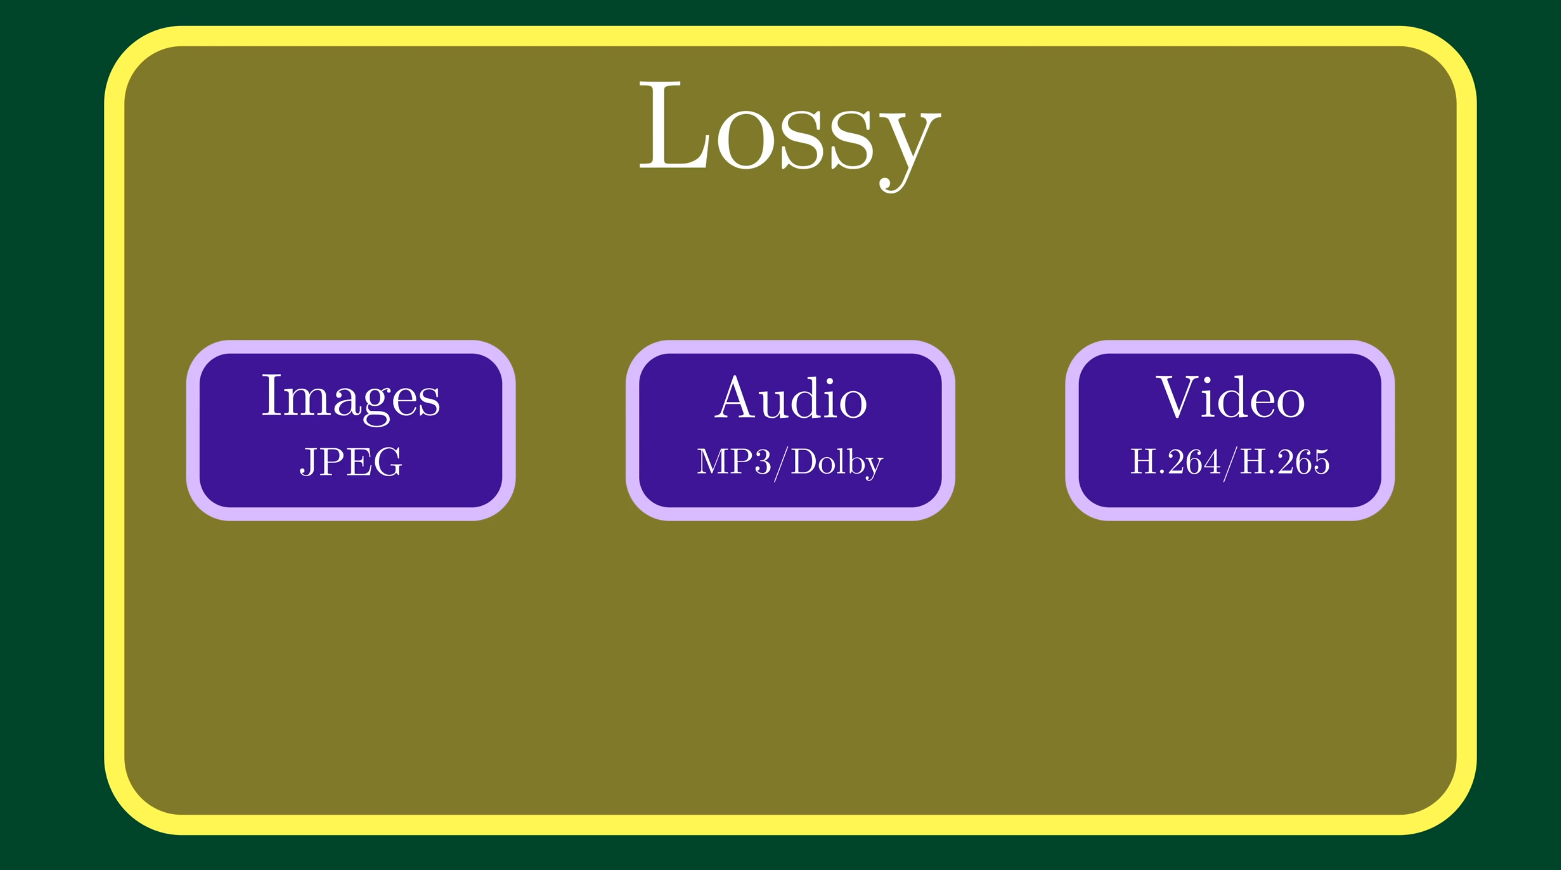 Lossy
Images
JPEG
Audio
MP3/Dolby
Video
H.264/H.265